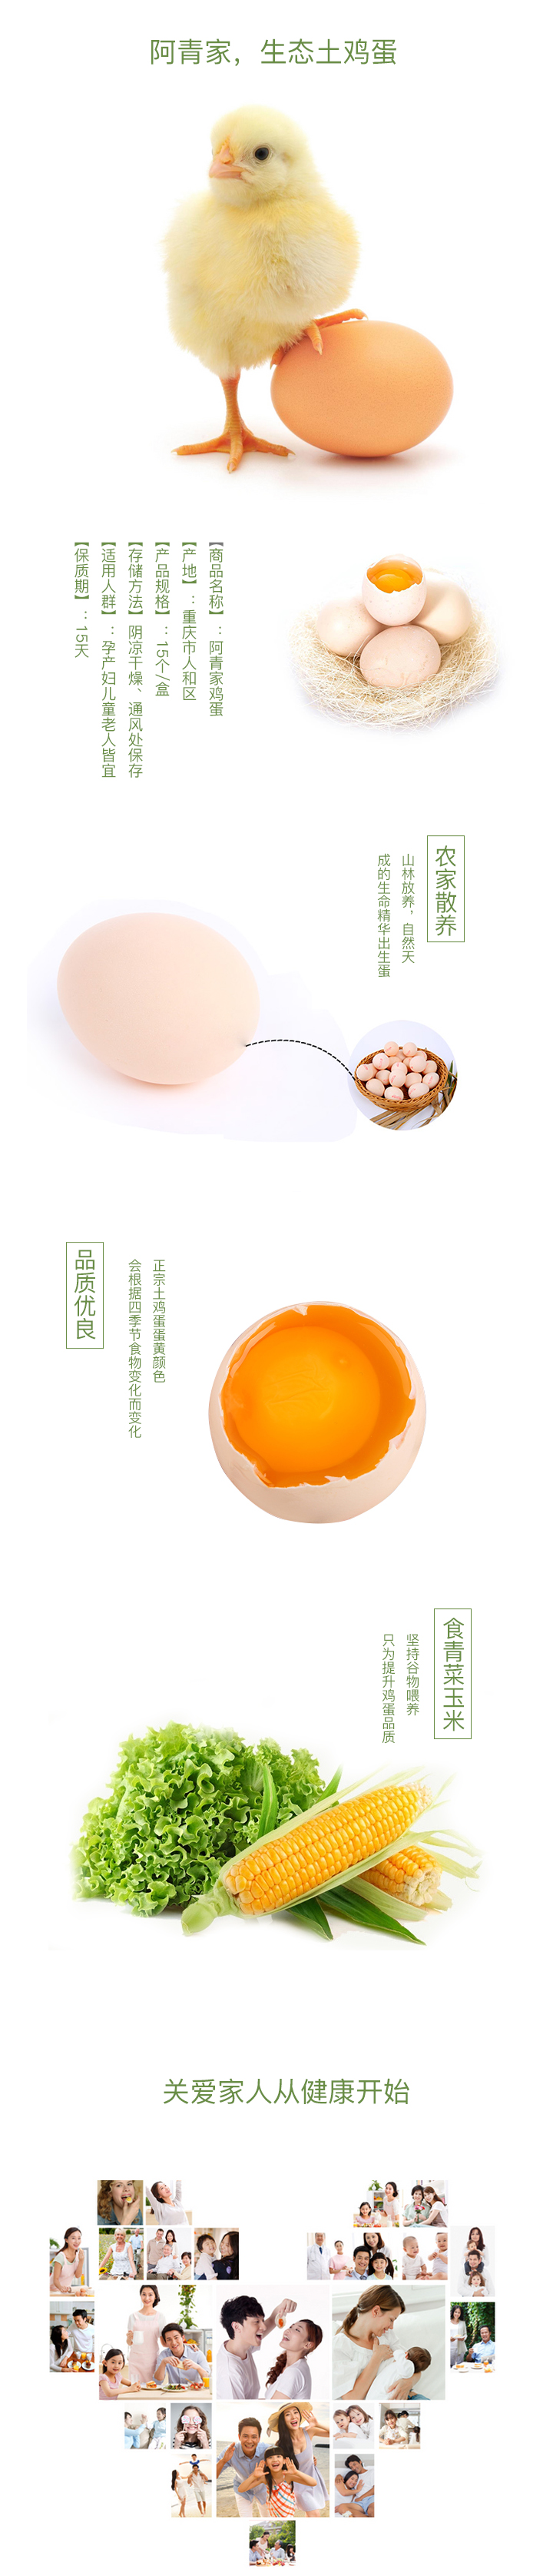 阿青家，生态土鸡蛋
【商品名称】：阿青家鸡蛋
【产地】：重庆市人和区
【产品规格】：15个/盒
【存储方法】阴凉干燥、通风处保存
【适用人群】：孕产妇儿童老人皆宜
【保质期】：15天
农家散养
山林放养，自然天
成的生命精华出生蛋
品质优良
正宗土鸡蛋蛋黄颜色
会根据四季节食物变化而变化
食青菜玉米
坚持谷物喂养
只为提升鸡蛋品质
关爱家人从健康开始